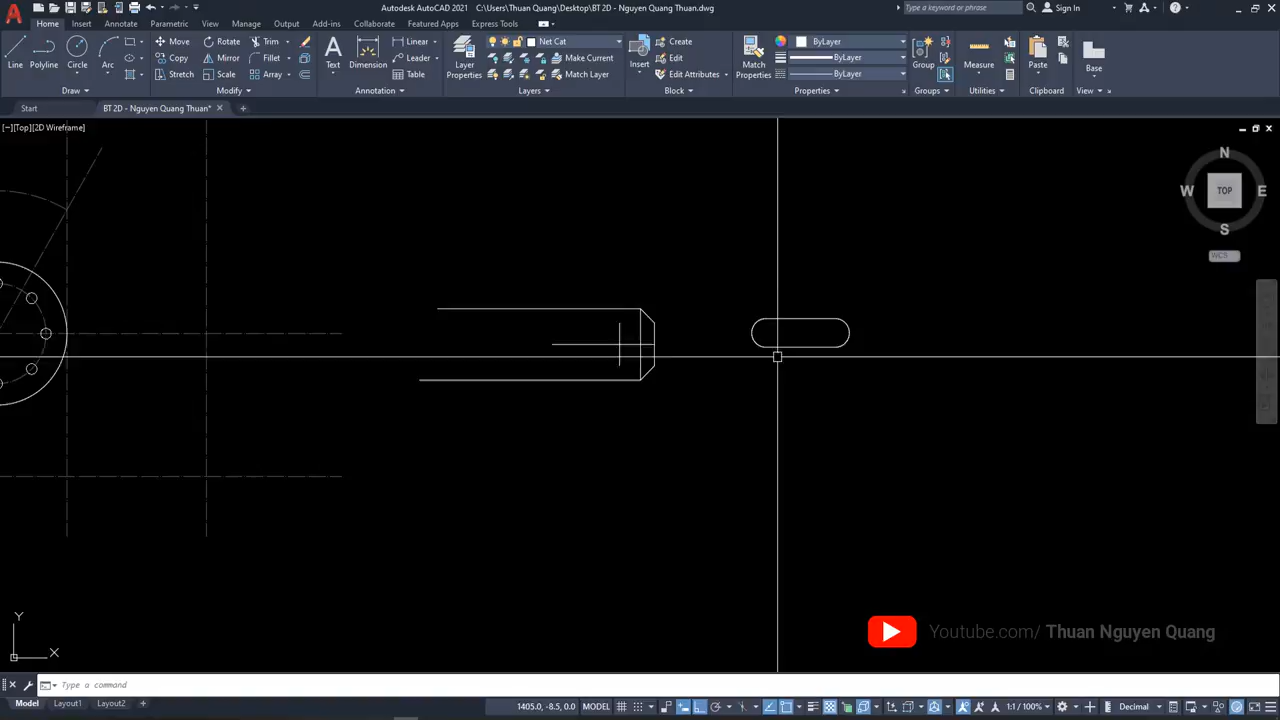 Autodesk AutoCAD 2021 C:\Users\Thuan Quang\Desktop\BT 2D - Nguyen Quang Thuan.dwg
Type a keyword or phrase
Sign In
Home Insert Annotate Parametric View Manage Output Add-ins Collaborate Featured Apps Express Tools
Line Polyline Circle Arc
Move Rotate Trim
Copy Mirror Fillet
Stretch Scale Array
Text Dimension
Linear
Leader
Table
Layer Properties
Net Cat
Make Current
Match Layer
Insert
Create
Edit
Edit Attributes
Match Properties
ByLayer
ByLayer
ByLayer
Group
Measure
Paste
Base
Draw Modify Annotation Layers Block Properties Groups Utilities Clipboard View
Start BT 2D - Nguyen Quang Thuan* +
[−][Top][2D Wireframe]
N
W TOP E
S
WCS
Y
X
Youtube.com/ Thuan Nguyen Quang
Type a command
Model Layout1 Layout2 +
1405.0, -8.5, 0.0 MODEL
1:1 / 100%
Decimal